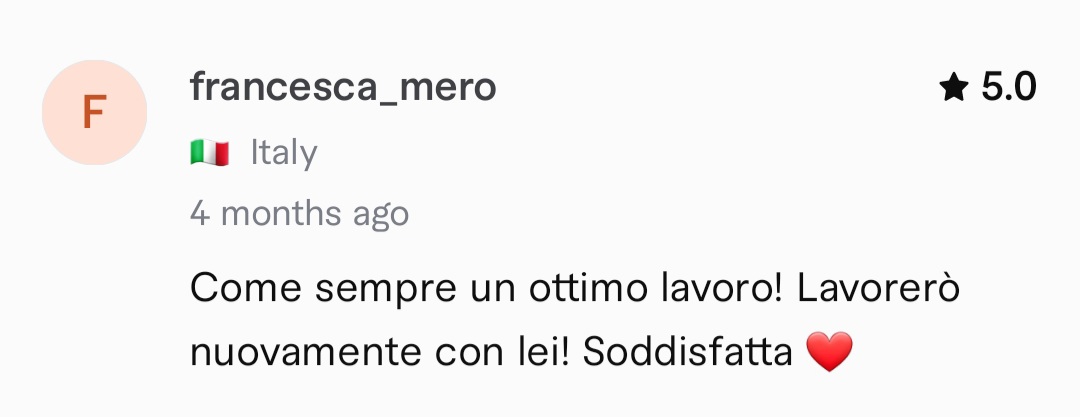 F
francesca_mero
★ 5.0
🇮🇹 Italy
4 months ago
Come sempre un ottimo lavoro! Lavorerò
nuovamente con lei! Soddisfatta ❤️